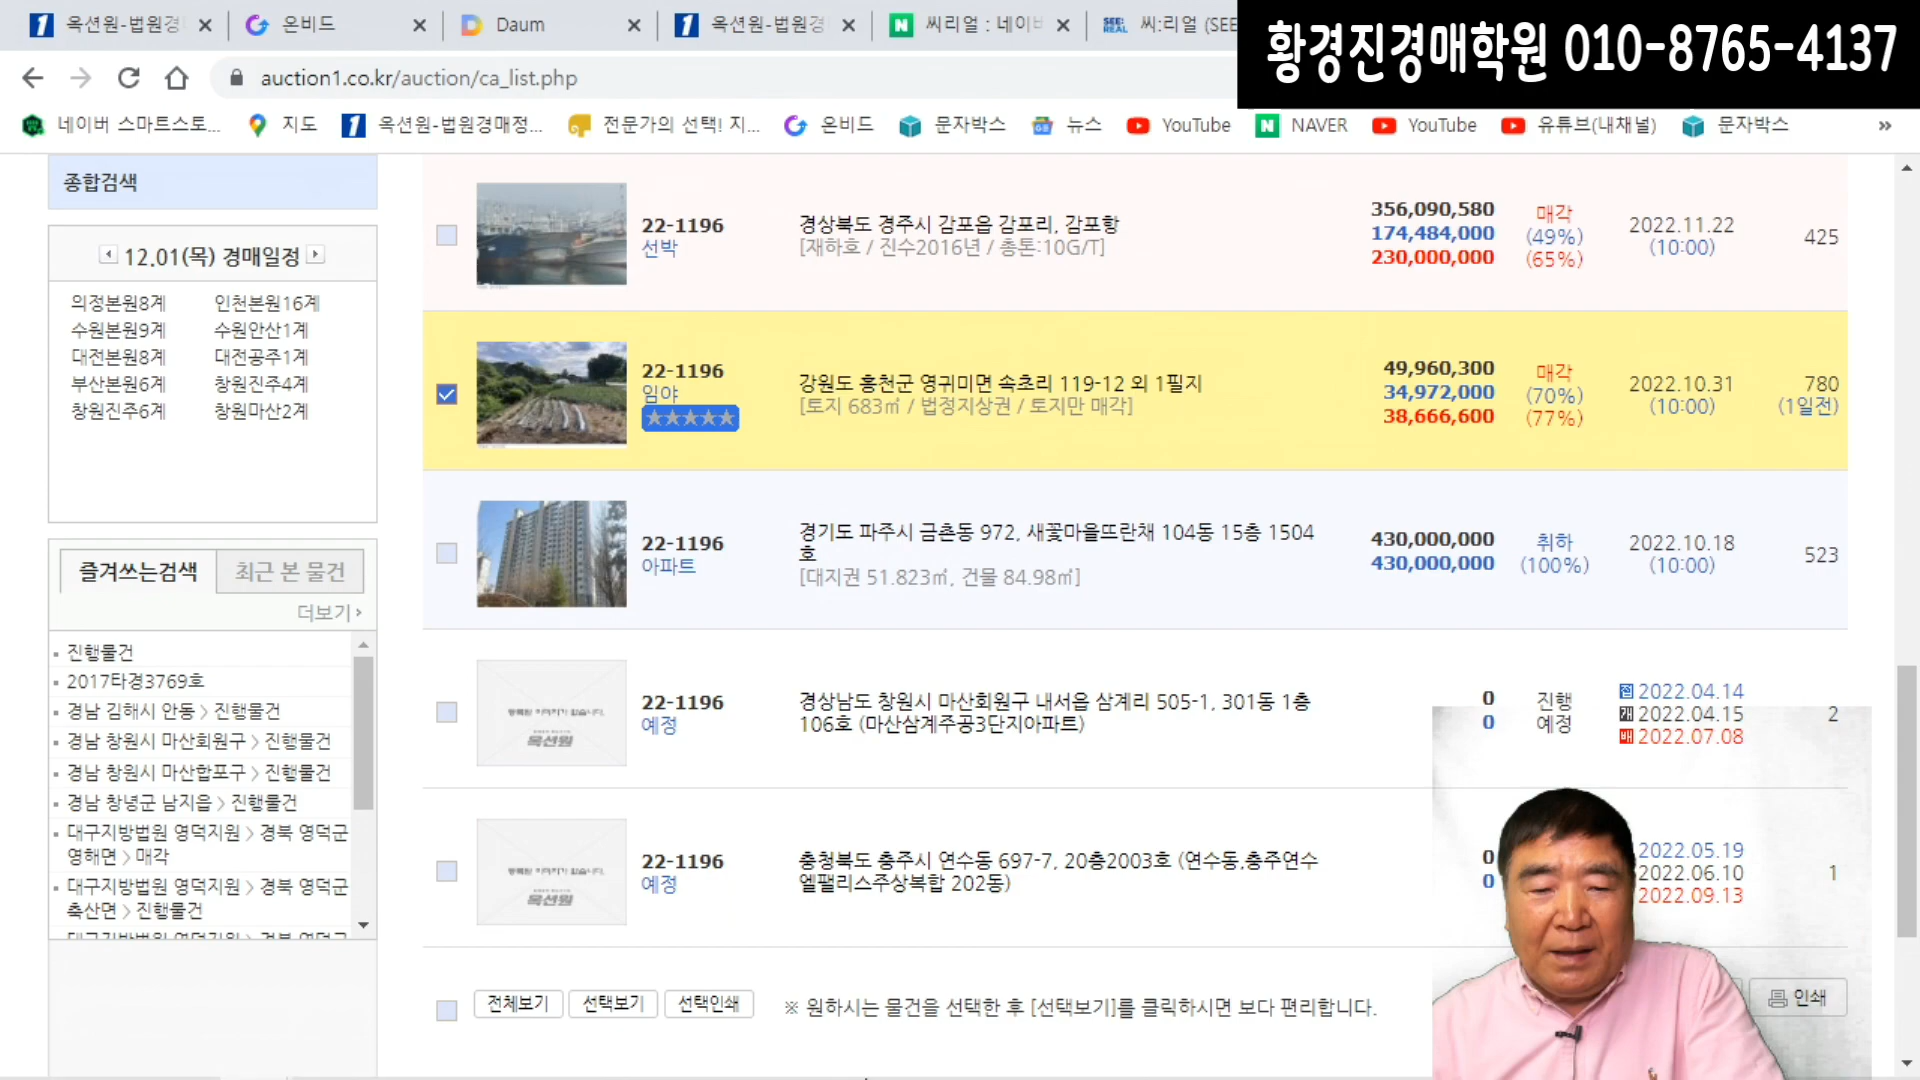 옥션원-법원경
온비드
Daum
옥션원-법원경
씨리얼 : 네이
씨:리얼 (SEE
황경진경매학원 010-8765-4137
auction1.co.kr/auction/ca_list.php
네이버 스마트스토...
지도
옥션원-법원경매정...
전문가의 선택! 지...
온비드
문자박스
뉴스
YouTube
NAVER
YouTube
유튜브(내채널)
문자박스
종합검색
12.01(목) 경매일정
의정본원8계 인천본원16계
수원본원9계 수원안산1계
대전본원8계 대전공주1계
부산본원6계 창원진주4계
창원진주6계 창원마산2계
즐겨쓰는검색 최근 본 물건
더보기 ›
진행물건
2017타경3769호
경남 김해시 안동 > 진행물건
경남 창원시 마산회원구 > 진행물건
경남 창원시 마산합포구 > 진행물건
경남 창녕군 남지읍 > 진행물건
대구지방법원 영덕지원 > 경북 영덕군
영해면 > 매각
대구지방법원 영덕지원 > 경북 영덕군
축산면 > 진행물건
22-1196
선박
경상북도 경주시 감포읍 감포리, 감포항
[재하호 / 진수2016년 / 총톤:10G/T]
356,090,580
174,484,000
230,000,000
매각
(49%)
(65%)
2022.11.22
(10:00)
425
22-1196
임야
★★★★★
강원도 홍천군 영귀미면 속초리 119-12 외 1필지
[토지 683㎡ / 법정지상권 / 토지만 매각]
49,960,300
34,972,000
38,666,600
매각
(70%)
(77%)
2022.10.31
(10:00)
780
(1일전)
22-1196
아파트
경기도 파주시 금촌동 972, 새꽃마을뜨란채 104동 15층 1504
호
[대지권 51.823㎡, 건물 84.98㎡]
430,000,000
430,000,000
취하
(100%)
2022.10.18
(10:00)
523
옥션원
22-1196
예정
경상남도 창원시 마산회원구 내서읍 삼계리 505-1, 301동 1층
106호 (마산삼계주공3단지아파트)
0
0
진행
예정
2022.04.14
2022.04.15
배 2022.07.08
2
옥션원
22-1196
예정
충청북도 충주시 연수동 697-7, 20층2003호 (연수동,충주연수
엘팰리스주상복합 202동)
0
0
2022.05.19
2022.06.10
2022.09.13
1
전체보기 선택보기 선택인쇄
※ 원하시는 물건을 선택한 후 [선택보기]를 클릭하시면 보다 편리합니다.
인쇄